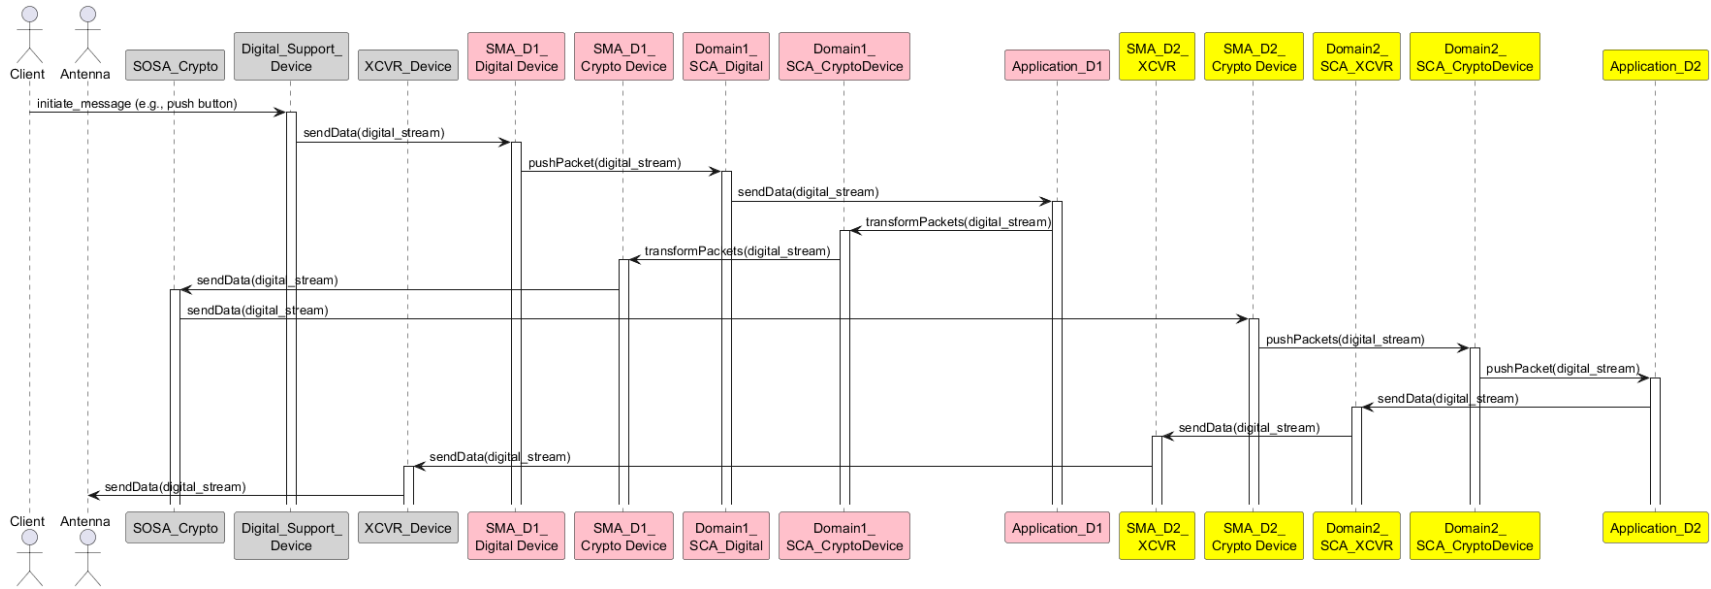 Client
Antenna
SOSA_Crypto
Digital_Support_
Device
XCVR_Device
SMA_D1_
Digital Device
SMA_D1_
Crypto Device
Domain1_
SCA_Digital
Domain1_
SCA_CryptoDevice
Application_D1
SMA_D2_
XCVR
SMA_D2_
Crypto Device
Domain2_
SCA_XCVR
Domain2_
SCA_CryptoDevice
Application_D2
initiate_message (e.g., push button)
sendData(digital_stream)
pushPacket(digital_stream)
sendData(digital_stream)
transformPackets(digital_stream)
transformPackets(digital_stream)
sendData(digital_stream)
sendData(digital_stream)
pushPackets(digital_stream)
pushPacket(digital_stream)
sendData(digital_stream)
sendData(digital_stream)
sendData(digital_stream)
sendData(digital_stream)
Client
Antenna
SOSA_Crypto
Digital_Support_
Device
XCVR_Device
SMA_D1_
Digital Device
SMA_D1_
Crypto Device
Domain1_
SCA_Digital
Domain1_
SCA_CryptoDevice
Application_D1
SMA_D2_
XCVR
SMA_D2_
Crypto Device
Domain2_
SCA_XCVR
Domain2_
SCA_CryptoDevice
Application_D2